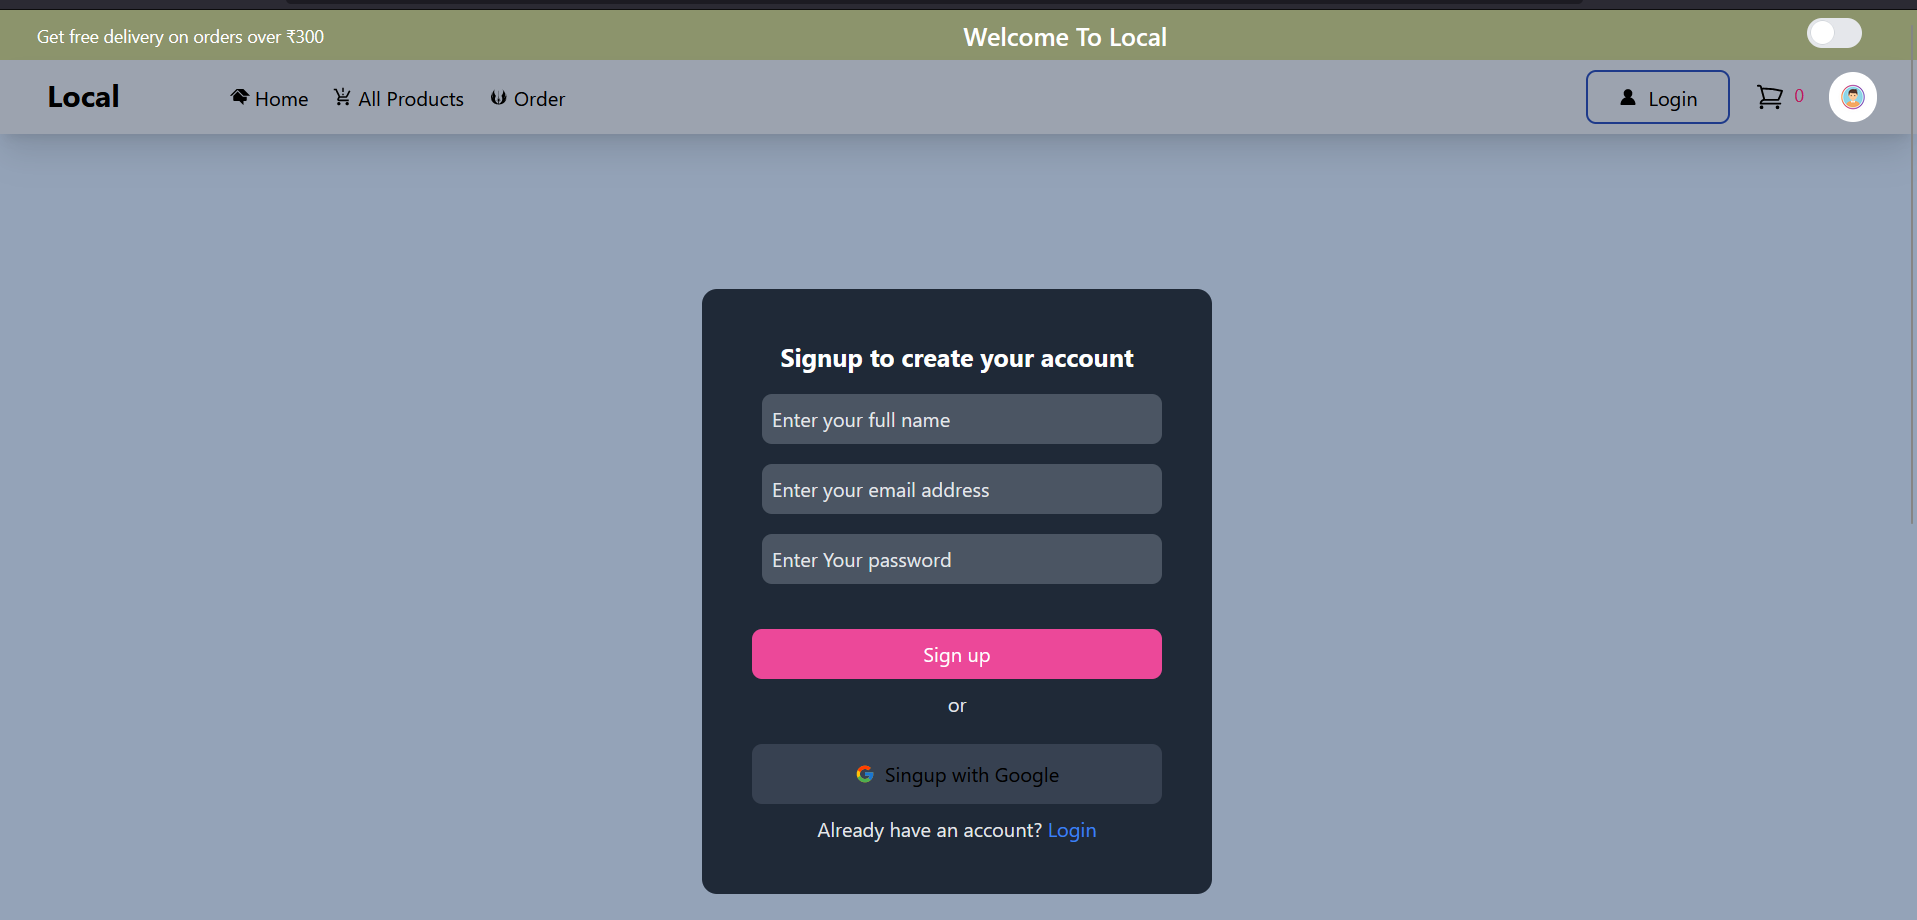 Get free delivery on orders over ₹300
Welcome To Local
Local
Home
All Products
Order
Login
0
Signup to create your account
Enter your full name
Enter your email address
Enter Your password
Sign up
or
Singup with Google
Already have an account? Login